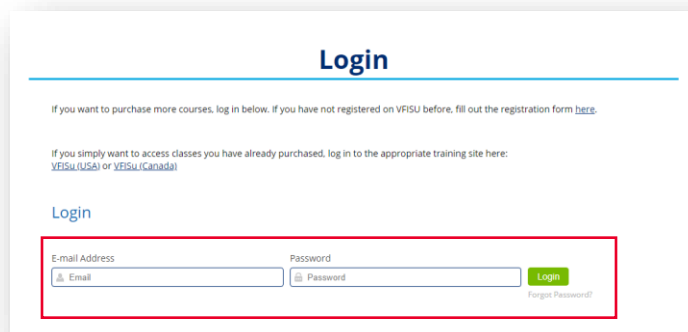 Login
If you want to purchase more courses, log in below. If you have not registered on VFISU before, fill out the registration form here.
If you simply want to access classes you have already purchased, log in to the appropriate training site here:
VFISu (USA) or VFISu (Canada)
Login
E-mail Address Password
Email Password Login
Forgot Password?